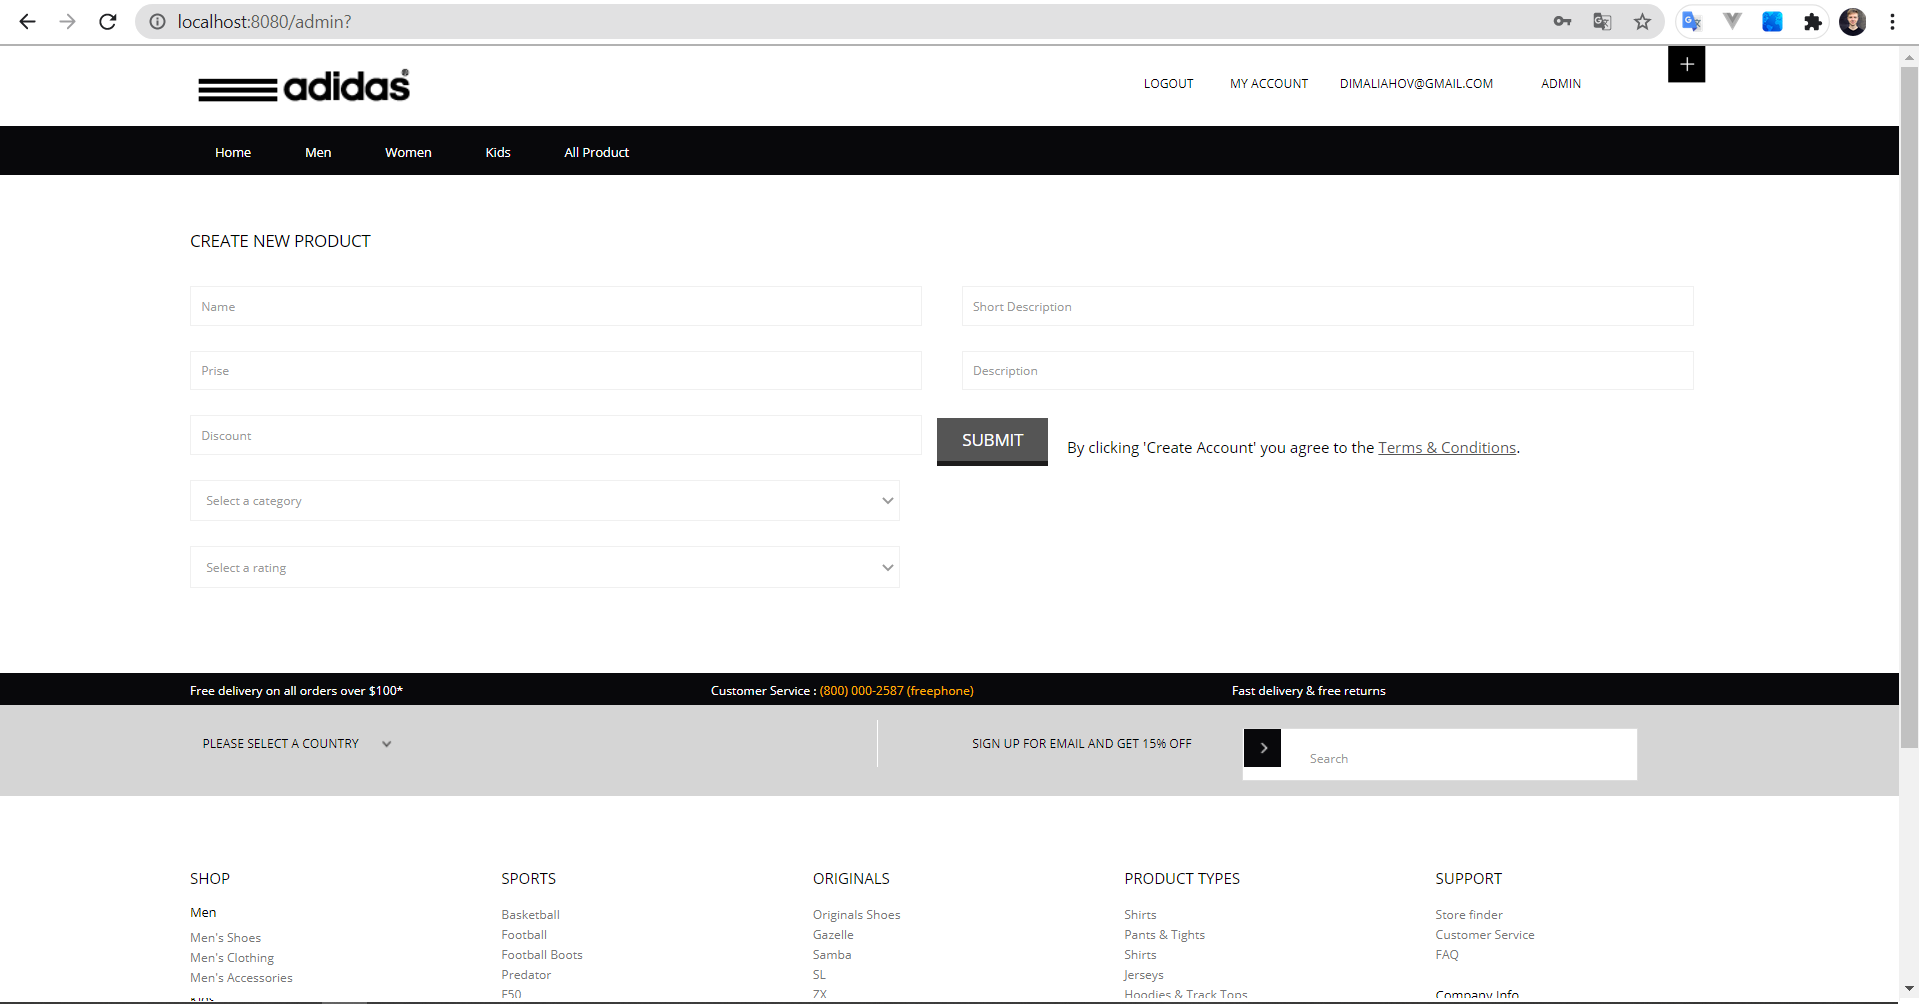 localhost:8080/admin?
adidas®
LOGOUT
MY ACCOUNT
DIMALIAHOV@GMAIL.COM
ADMIN
Home
Men
Women
Kids
All Product
CREATE NEW PRODUCT
Name
Short Description
Prise
Description
Discount
SUBMIT
By clicking 'Create Account' you agree to the Terms & Conditions.
Select a category
Select a rating
Free delivery on all orders over $100*
Customer Service : (800) 000-2587 (freephone)
Fast delivery & free returns
PLEASE SELECT A COUNTRY
SIGN UP FOR EMAIL AND GET 15% OFF
Search
SHOP
Men
Men's Shoes
Men's Clothing
Men's Accessories
Kids
SPORTS
Basketball
Football
Football Boots
Predator
F50
ORIGINALS
Originals Shoes
Gazelle
Samba
SL
ZX
PRODUCT TYPES
Shirts
Pants & Tights
Shirts
Jerseys
Hoodies & Track Tops
SUPPORT
Store finder
Customer Service
FAQ
Company Info